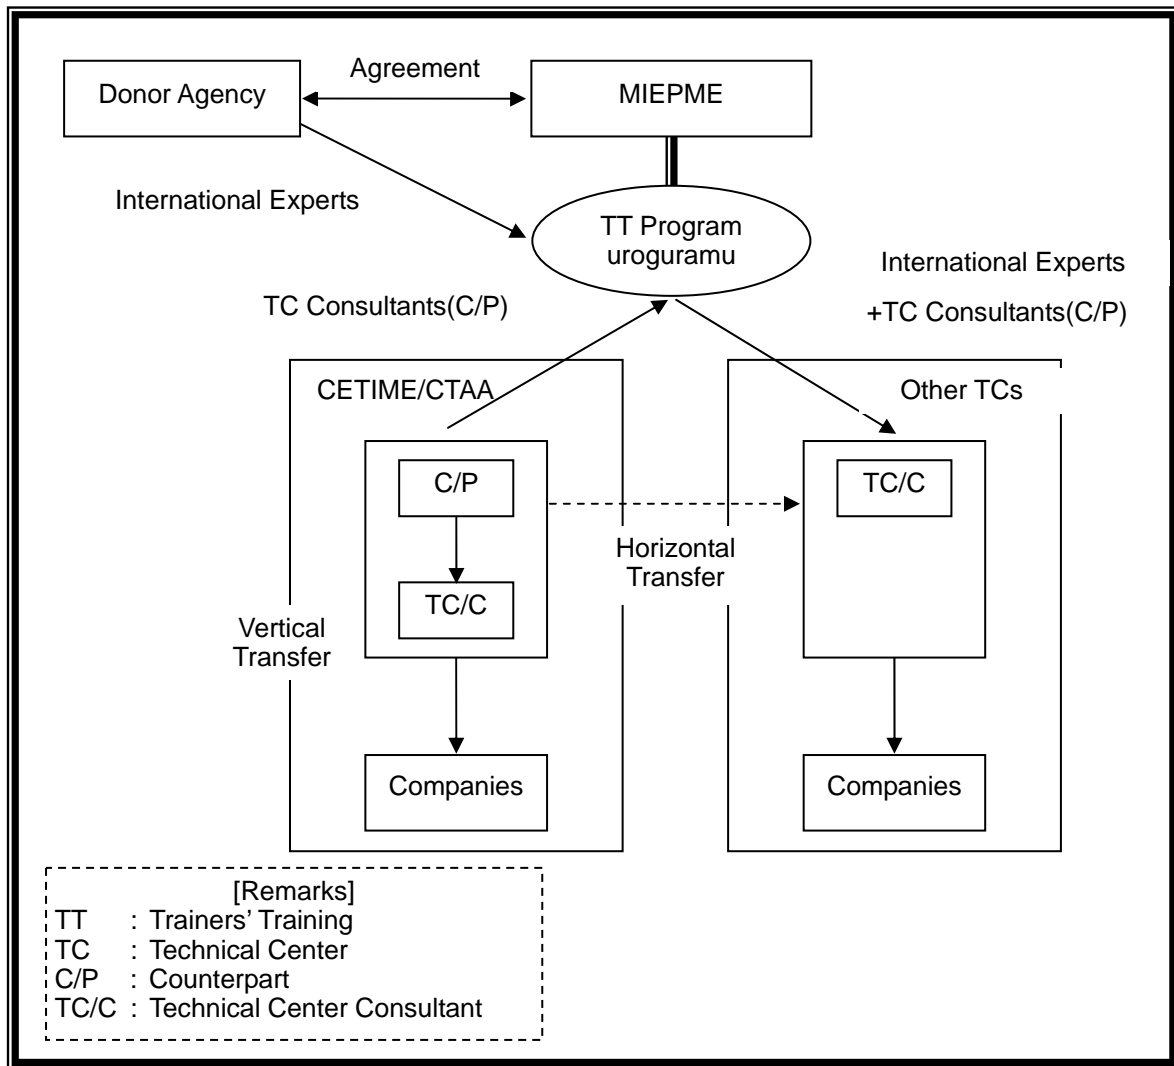 Agreement
Donor Agency
MIEPME
International Experts
TT Program
uroguramu
International Experts
+TC Consultants(C/P)
TC Consultants(C/P)
CETIME/CTAA
Other TCs
C/P
TC/C
Horizontal
Transfer
TC/C
Vertical
Transfer
Companies
Companies
[Remarks]
TT : Trainers’ Training
TC : Technical Center
C/P : Counterpart
TC/C : Technical Center Consultant